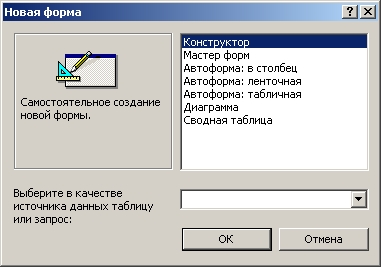 Новая форма
Самостоятельное создание
новой формы.
Конструктор
Мастер форм
Автоформа: в столбец
Автоформа: ленточная
Автоформа: табличная
Диаграмма
Сводная таблица
Выберите в качестве
источника данных таблицу
или запрос:
ОК
Отмена